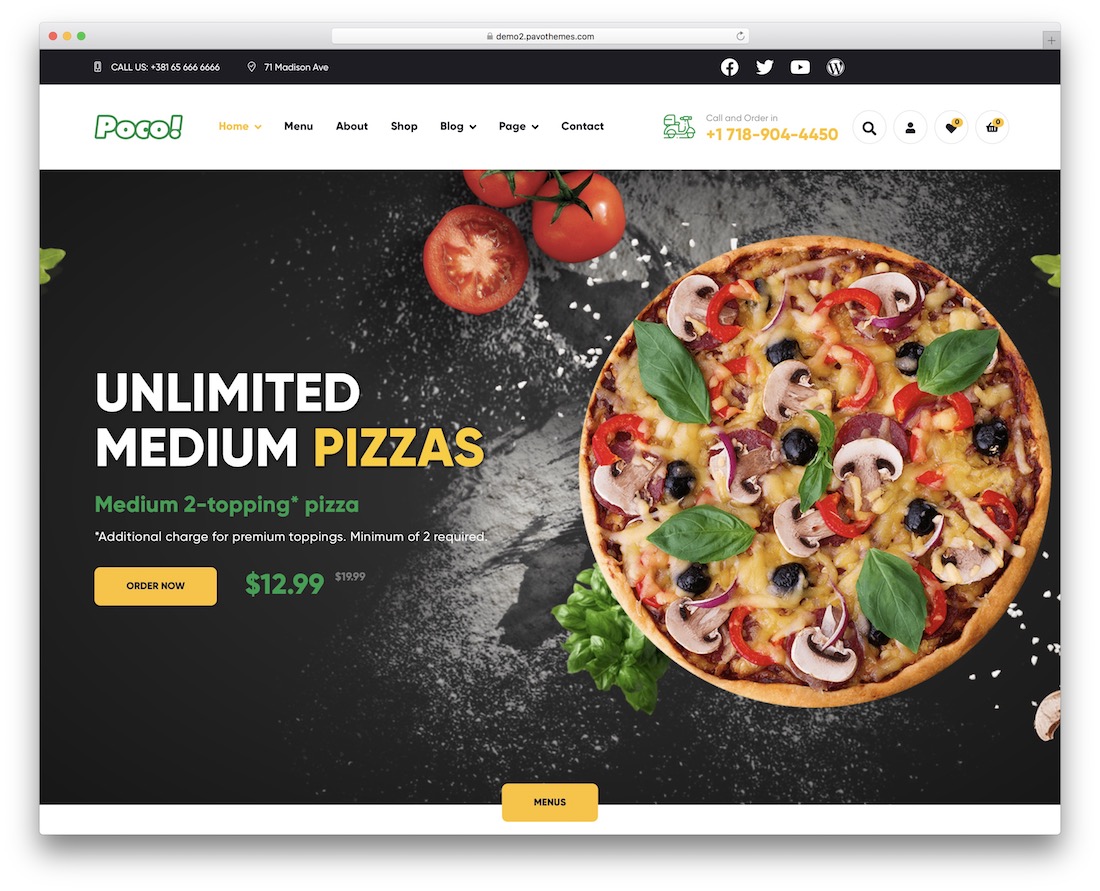 demo2.pavothemes.com
CALL US: +381 65 666 6666
71 Madison Ave
Poco!
Home
Menu
About
Shop
Blog
Page
Contact
Call and Order in
+1 718-904-4450
0
0
UNLIMITED
MEDIUM PIZZAS
Medium 2-topping* pizza
*Additional charge for premium toppings. Minimum of 2 required.
ORDER NOW
$12.99
$19.99
MENUS